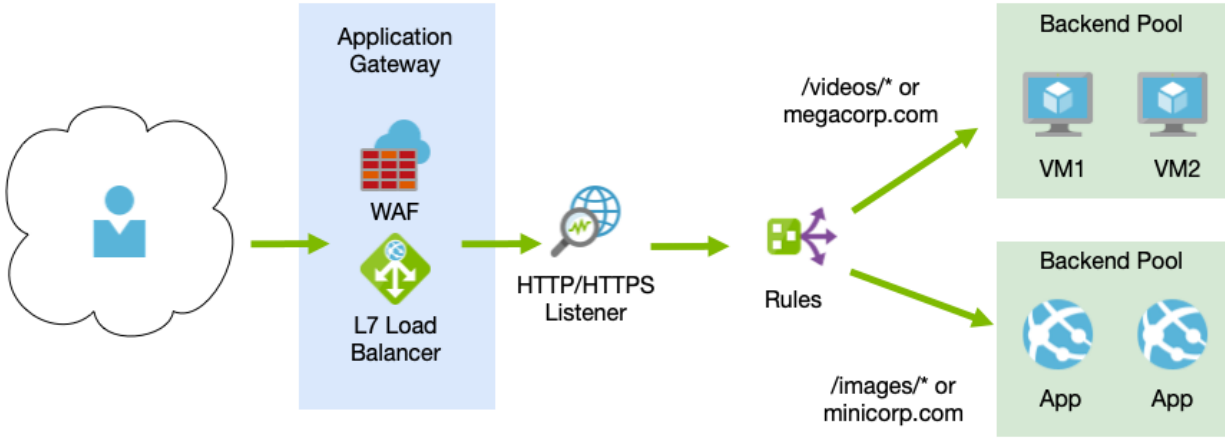 Application
Gateway
WAF
L7 Load
Balancer
HTTP/HTTPS
Listener
Rules
/videos/* or
megacorp.com
/images/* or
minicorp.com
Backend Pool
VM1 VM2
Backend Pool
App App